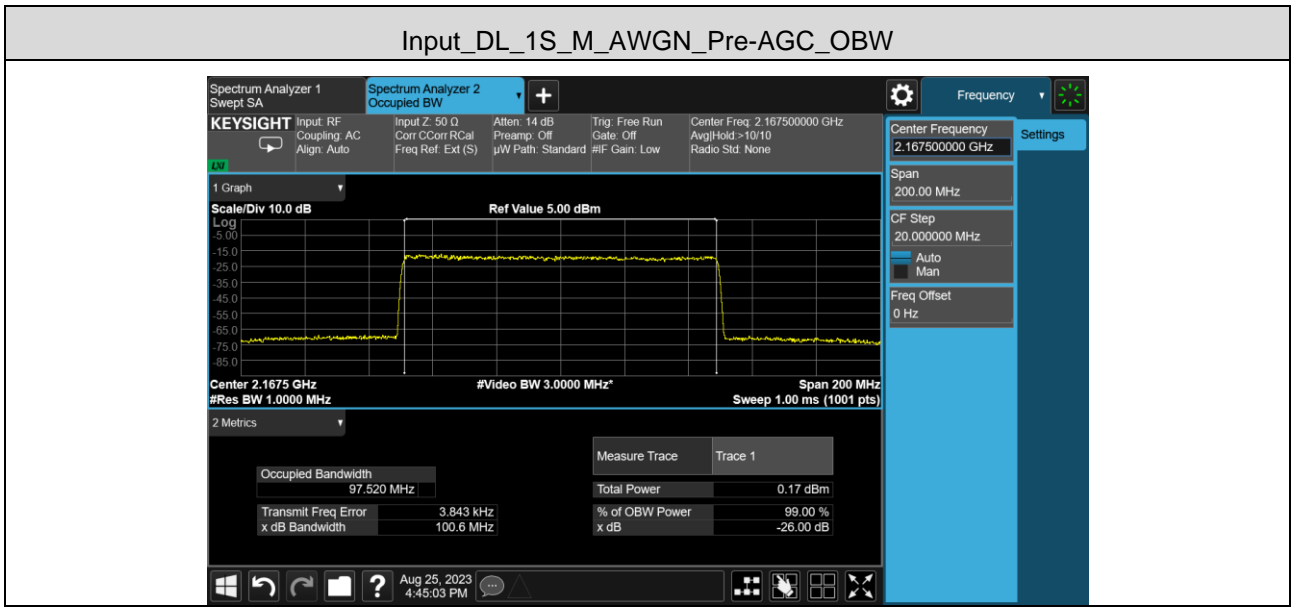 Input_DL_1S_M_AWGN_Pre-AGC_OBW
Spectrum Analyzer 1
Swept SA
Spectrum Analyzer 2
Occupied BW
+
Frequency
KEYSIGHT
LXI
Input: RF
Coupling: AC
Align: Auto
Input Z: 50 Ω
Corr CCorr RCal
Freq Ref: Ext (S)
Atten: 14 dB
Preamp: Off
µW Path: Standard
Trig: Free Run
Gate: Off
#IF Gain: Low
Center Freq: 2.167500000 GHz
Avg|Hold:>10/10
Radio Std: None
Center Frequency
2.167500000 GHz
Settings
Span
200.00 MHz
CF Step
20.000000 MHz
Auto
Man
Freq Offset
0 Hz
1 Graph
Scale/Div 10.0 dB
Ref Value 5.00 dBm
Log
-5.00
-15.0
-25.0
-35.0
-45.0
-55.0
-65.0
-75.0
-85.0
Center 2.1675 GHz
#Video BW 3.0000 MHz*
Span 200 MHz
#Res BW 1.0000 MHz
Sweep 1.00 ms (1001 pts)
2 Metrics
Measure Trace Trace 1
Occupied Bandwidth
97.520 MHz
Total Power 0.17 dBm
Transmit Freq Error 3.843 kHz
% of OBW Power 99.00 %
x dB Bandwidth 100.6 MHz
x dB -26.00 dB
?
Aug 25, 2023
4:45:03 PM